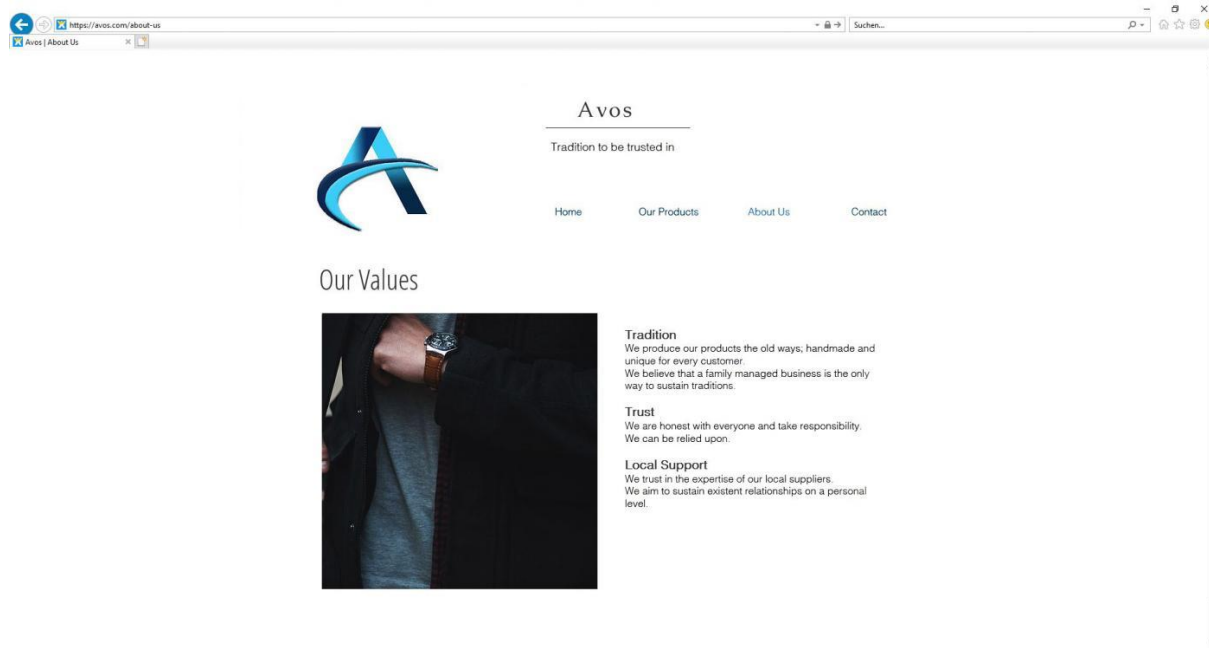 https://avos.com/about-us
Suchen...
Avos | About Us
Avos
Tradition to be trusted in
Home Our Products About Us Contact
Our Values
Tradition
We produce our products the old ways; handmade and
unique for every customer.
We believe that a family managed business is the only
way to sustain traditions.
Trust
We are honest with everyone and take responsibility.
We can be relied upon.
Local Support
We trust in the expertise of our local suppliers.
We aim to sustain existent relationships on a personal
level.